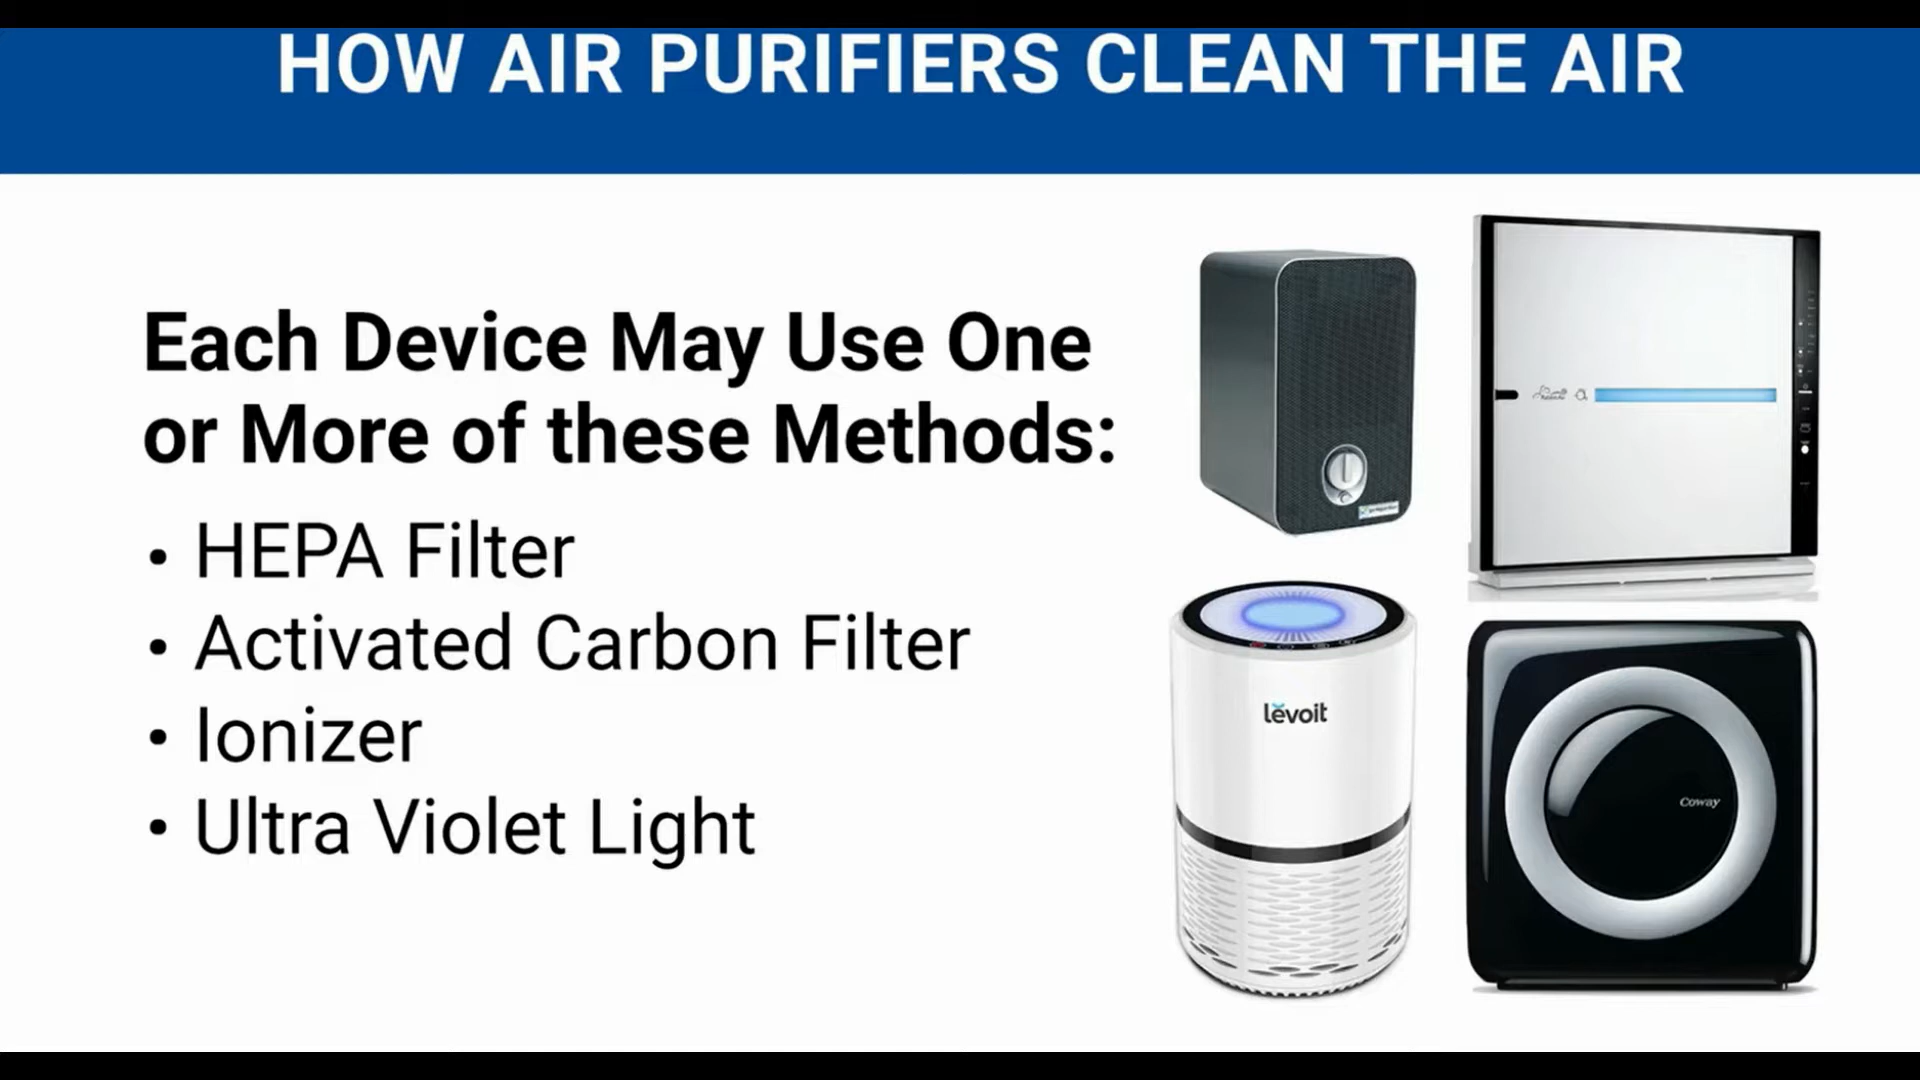 HOW AIR PURIFIERS CLEAN THE AIR
Each Device May Use One
or More of these Methods:
• HEPA Filter
• Activated Carbon Filter
• Ionizer
• Ultra Violet Light
levoit
Coway